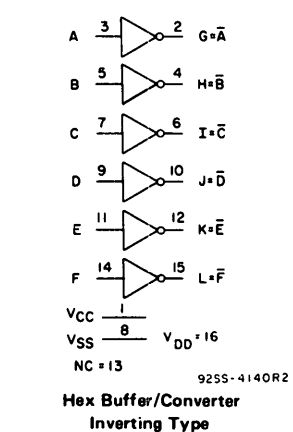 A 3 2 G=A̅
B 5 4 H=B̅
C 7 6 I=C̅
D 9 10 J=D̅
E 11 12 K=E̅
F 14 15 L=F̅
VCC 1
VSS 8 VDD=16
NC = 13
92SS-4140R2
Hex Buffer/Converter
Inverting Type